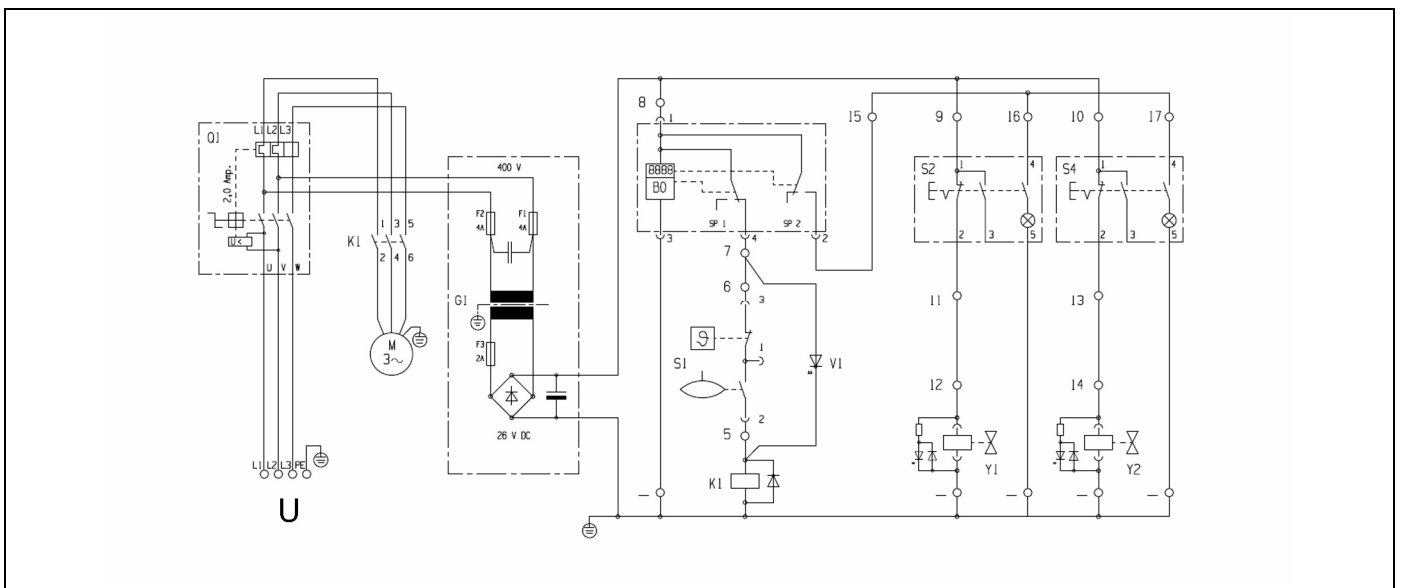 Q1
L1 L2 L3
2,0 Amp.
U<
U V W
1 3 5
K1
2 4 6
M
3~
L1 L2 L3 PE
U
400 V
F2
4A
F1
4A
G1
F3
2A
26 V DC
8
1
8888
BO
SP 1
SP 2
3
4
2
7
6
3
ϑ
1
S1
V1
2
5
K1
15
9
16
10
17
S2
1
4
2
3
5
S4
1
4
2
3
5
11
13
12
14
Y1
Y2